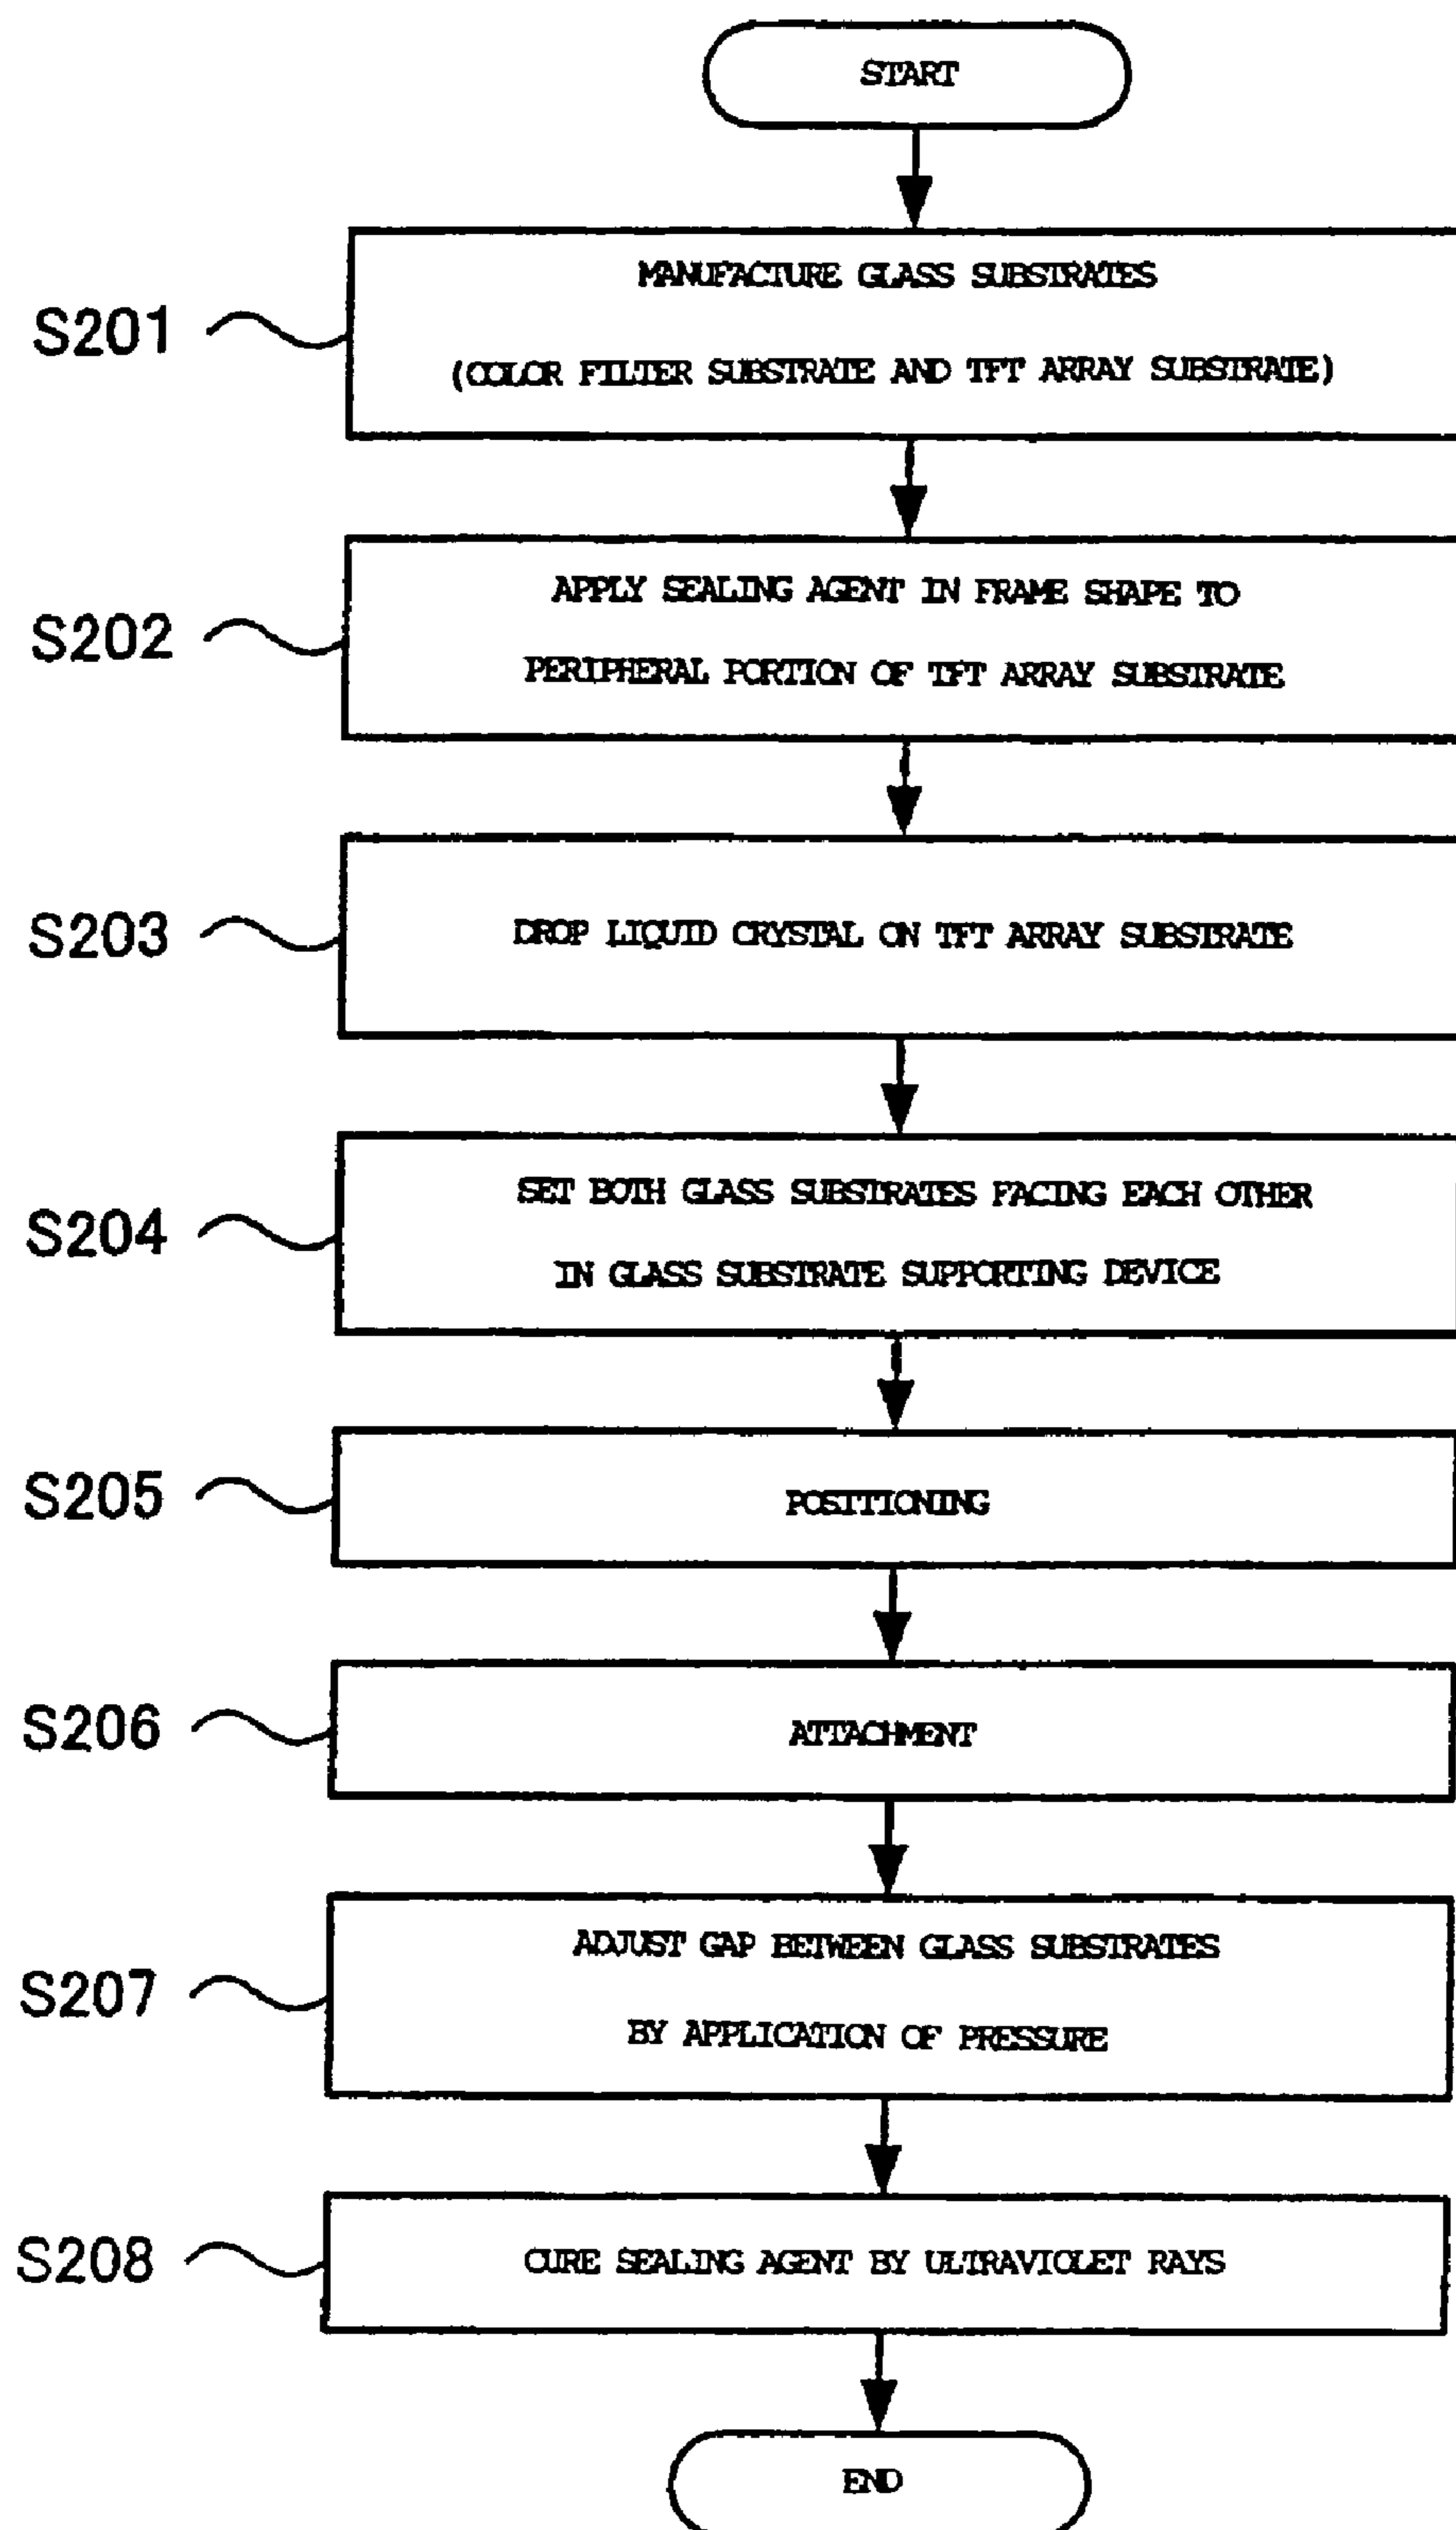 START
MANUFACTURE GLASS SUBSTRATES
S201
(COLOR FILTER SUBSTRATE AND TFT ARRAY SUBSTRATE)
APPLY SEALING AGENT IN FRAME SHAPE TO
S202
PERIPHERAL PORTION OF TFT ARRAY SUBSTRATE
S203
DROP LIQUID CRYSTAL ON TFT ARRAY SUBSTRATE
SET BOTH GLASS SUBSTRATES FACING EACH OTHER
S204
IN GLASS SUBSTRATE SUPPORTING DEVICE
S205
POSITIONING
S206
ATTACHMENT
ADJUST GAP BETWEEN GLASS SUBSTRATES
S207
BY APPLICATION OF PRESSURE
S208
CURE SEALING AGENT BY ULTRAVIOLET RAYS
END